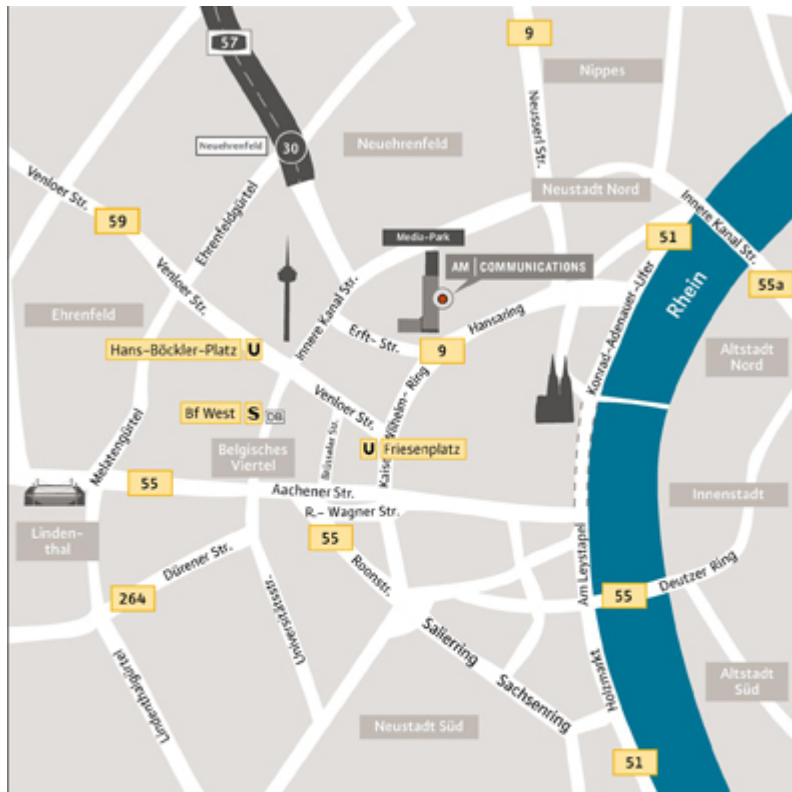 57
9
Nippes
Neusserl Str.
Neuehrenfeld
30
Neuehrenfeld
Venloer Str.
59
Ehrenfeldgürtel
Neustadt Nord
Innere Kanal Str.
51
Media-Park
AM | COMMUNICATIONS
Venloer Str.
Rhein
55a
Ehrenfeld
Innere Kanal Str.
Konrad-Adenauer-Ufer
Hansaring
Erft- Str.
9
Hans-Böckler-Platz U
Altstadt
Nord
Venloer Str.
Kaiser-Wilhelm- Ring
Bf West S DB
Melatengürtel
Belgisches
Viertel
Brüsseler Str.
U Friesenplatz
55
Aachener Str.
Innenstadt
R.- Wagner Str.
Linden-
thal
55
Dürener Str.
Roonstr.
Am Leystapel
Deutzer Ring
264
55
Universitätsstr.
Salierring
Sachsenring
Holzmarkt
Altstadt
Süd
Lindenthalgürtel
Neustadt Süd
51